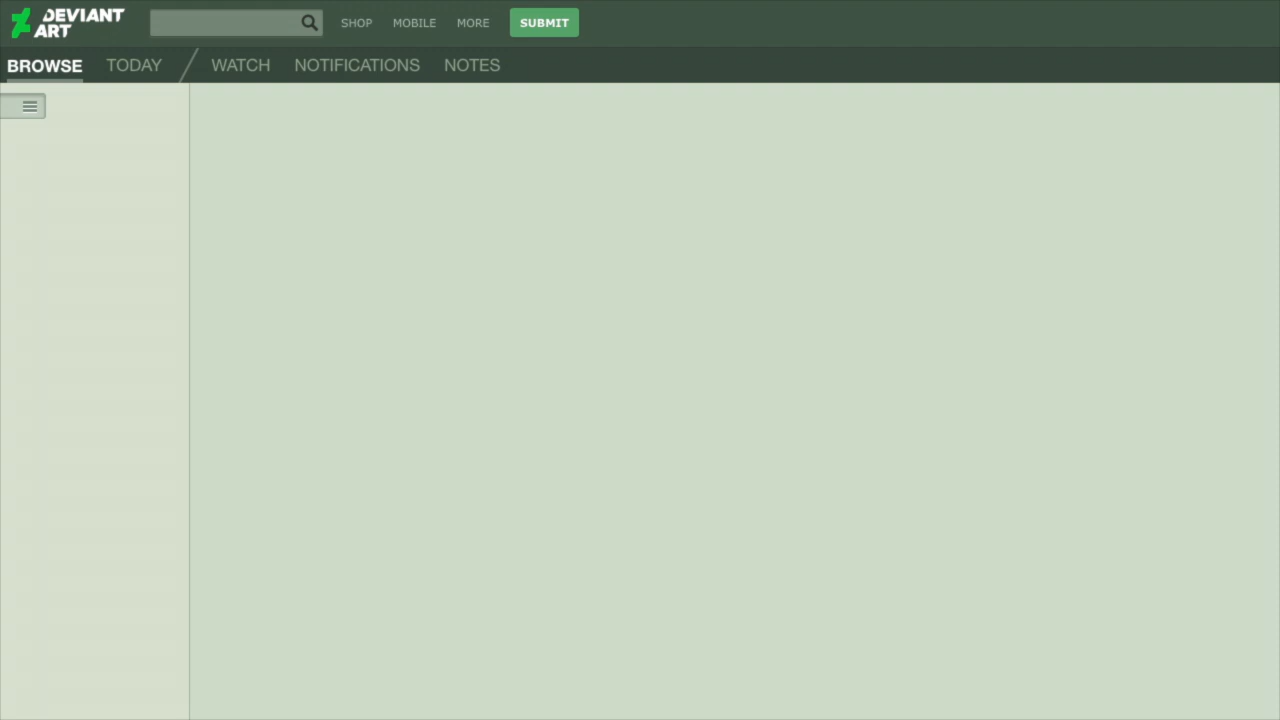 DEVIANT
ART
SHOP MOBILE MORE SUBMIT
BROWSE TODAY WATCH NOTIFICATIONS NOTES